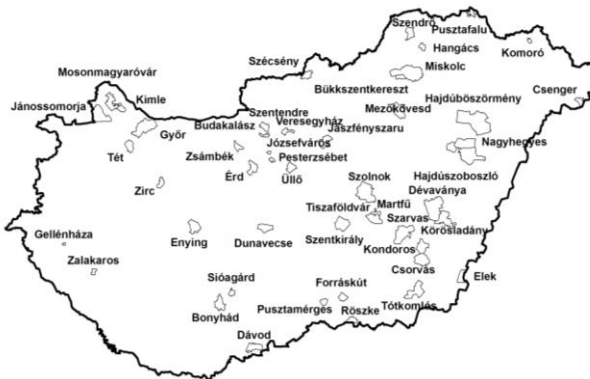 Szendrő
Pusztafalu
Hangács
Komoró
Szécsény
Miskolc
Mosonmagyaróvár
Bükkszentkereszt
Csenger
Jánossomorja
Kimle
Mezőkövesd
Hajdúböszörmény
Szentendre
Győr
Budakalász
Veresegyház
Jászfényszaru
Tét
Zsámbék
Józsefváros
Nagyhegyes
Pesterzsébet
Érd
Üllő
Szolnok
Hajdúszoboszló
Zirc
Dévaványa
Martfű
Tiszaföldvár
Szarvas
Gellénháza
Enying
Dunavecse
Szentkirály
Körösladány
Kondoros
Zalakaros
Csorvás
Sióagárd
Forráskút
Elek
Bonyhád
Pusztamérges
Röszke
Tótkomlós
Dávod